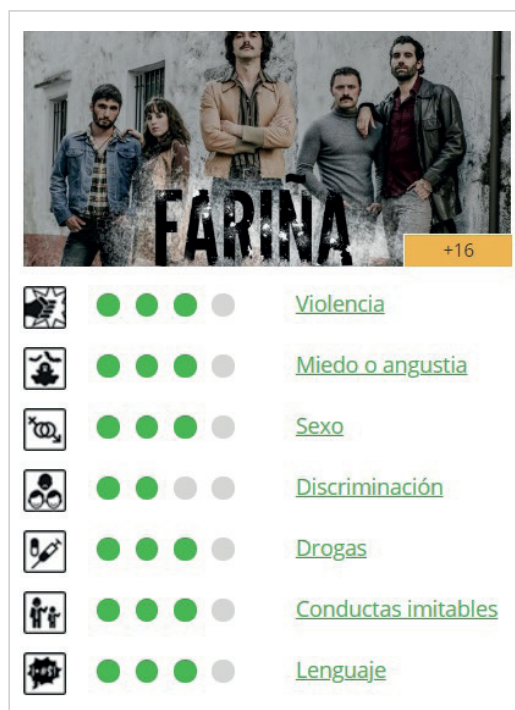 FARIÑA
+16
Violencia
Miedo o angustia
Sexo
Discriminación
Drogas
Conductas imitables
Lenguaje